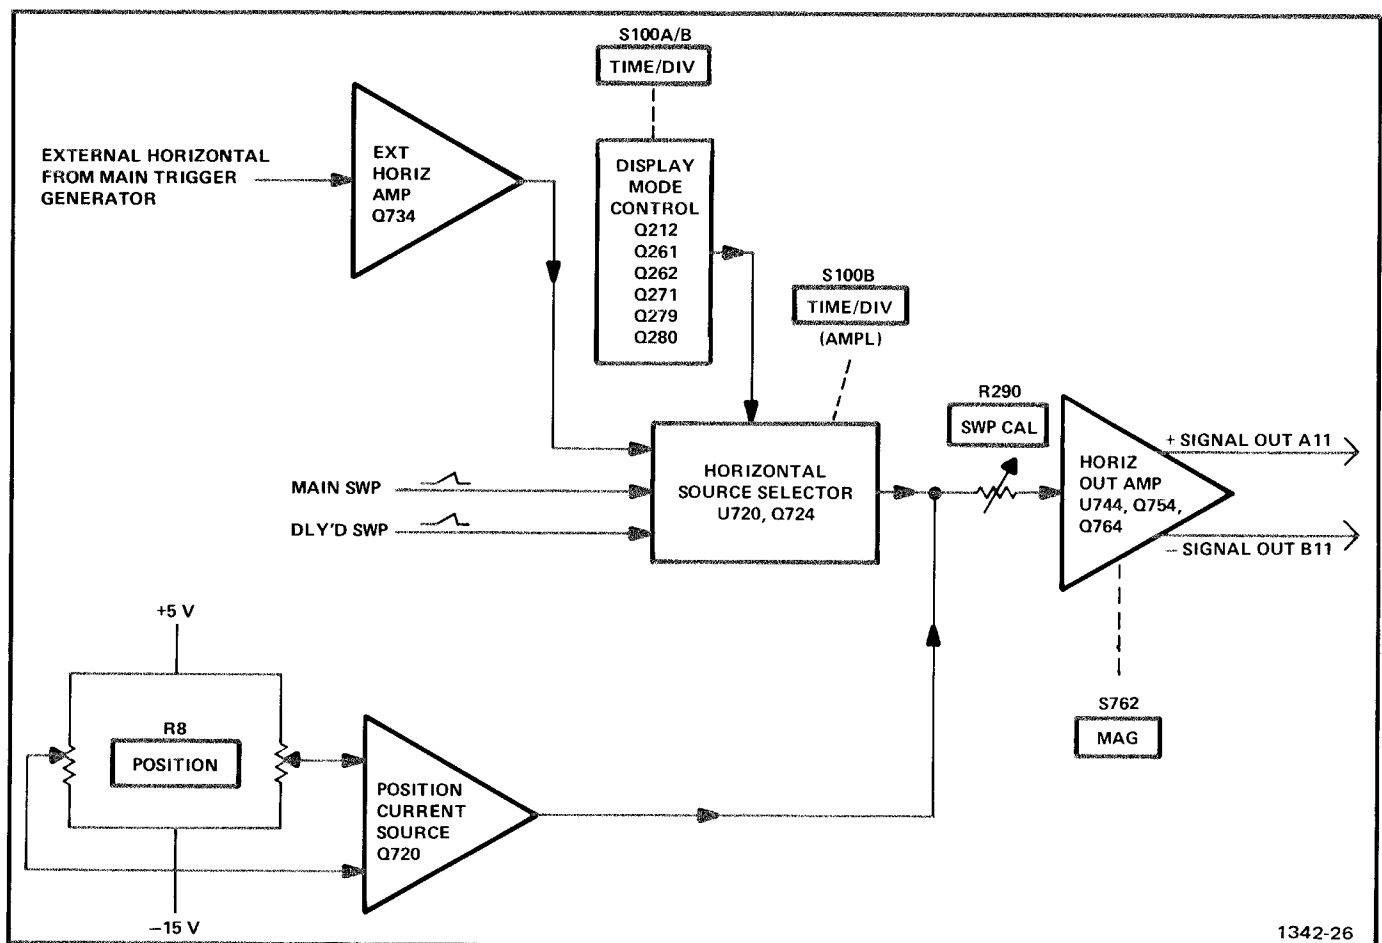 S100A/B
TIME/DIV
EXTERNAL HORIZONTAL
FROM MAIN TRIGGER
GENERATOR
EXT
HORIZ
AMP
Q734
DISPLAY
MODE
CONTROL
Q212
Q261
Q262
Q271
Q279
Q280
S100B
TIME/DIV
(AMPL)
R290
SWP CAL
HORIZONTAL
SOURCE SELECTOR
U720, Q724
MAIN SWP
DLY'D SWP
HORIZ
OUT AMP
U744, Q754,
Q764
+ SIGNAL OUT A11
— SIGNAL OUT B11
+5 V
R8
POSITION
POSITION
CURRENT
SOURCE
Q720
S762
MAG
—15 V
1342-26